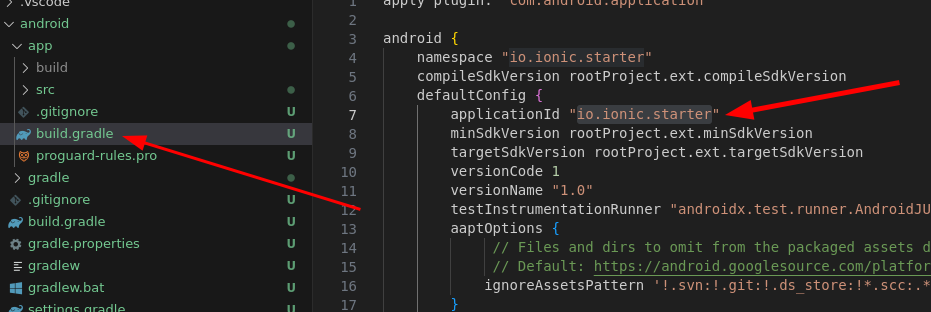 .vscode
android
app
build
src
.gitignore U
build.gradle U
proguard-rules.pro U
gradle
.gitignore U
build.gradle U
gradle.properties U
gradlew U
gradlew.bat U
settings.gradle U
1 apply plugin: 'com.android.application'
2
3 android {
4 namespace "io.ionic.starter"
5 compileSdkVersion rootProject.ext.compileSdkVersion
6 defaultConfig {
7 applicationId "io.ionic.starter"
8 minSdkVersion rootProject.ext.minSdkVersion
9 targetSdkVersion rootProject.ext.targetSdkVersion
10 versionCode 1
11 versionName "1.0"
12 testInstrumentationRunner "androidx.test.runner.AndroidJU
13 aaptOptions {
14 // Files and dirs to omit from the packaged assets d
15 // Default: https://android.googlesource.com/platfor
16 ignoreAssetsPattern '!.svn:!.git:!.ds_store:!*.scc:.*
17 }